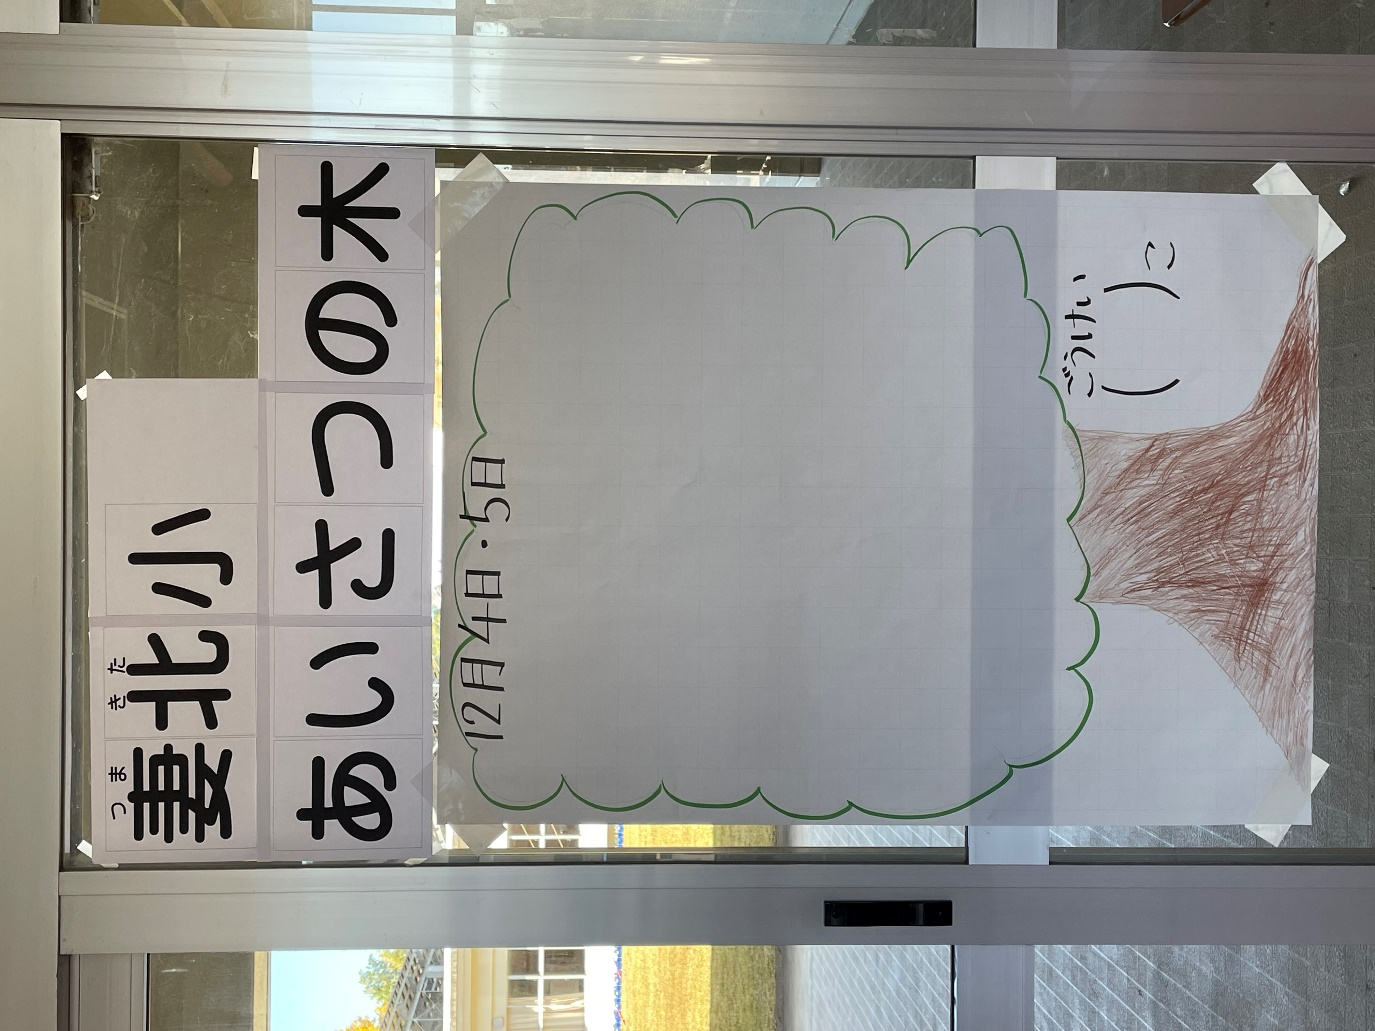 つま きた
妻北小
あいさつの木
12月4日・5日
ごうけい
(　　)こ